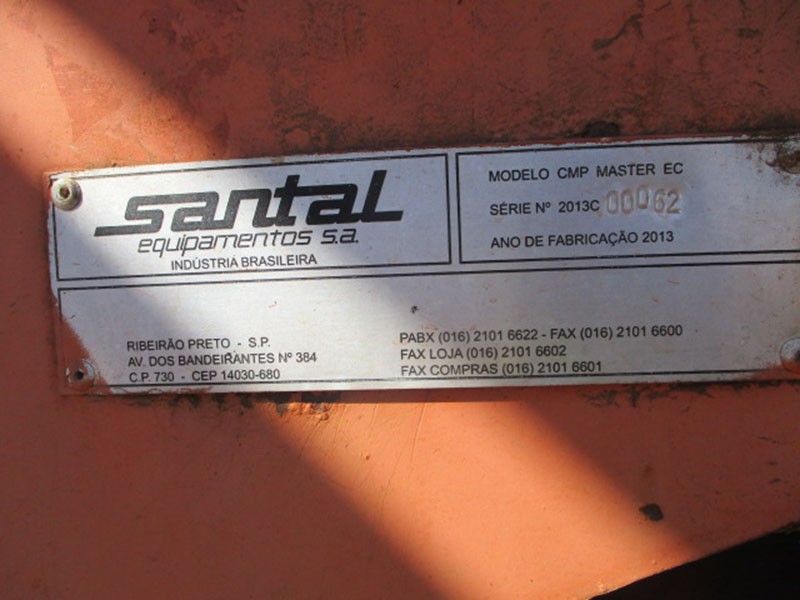 santal
equipamentos s.a.
INDÚSTRIA BRASILEIRA
MODELO CMP MASTER EC
SÉRIE Nº 2013C 00062
ANO DE FABRICAÇÃO 2013
RIBEIRÃO PRETO - S.P.
AV. DOS BANDEIRANTES Nº 384
C.P. 730 - CEP 14030-680
PABX (016) 2101 6622 - FAX (016) 2101 6600
FAX LOJA (016) 2101 6602
FAX COMPRAS (016) 2101 6601